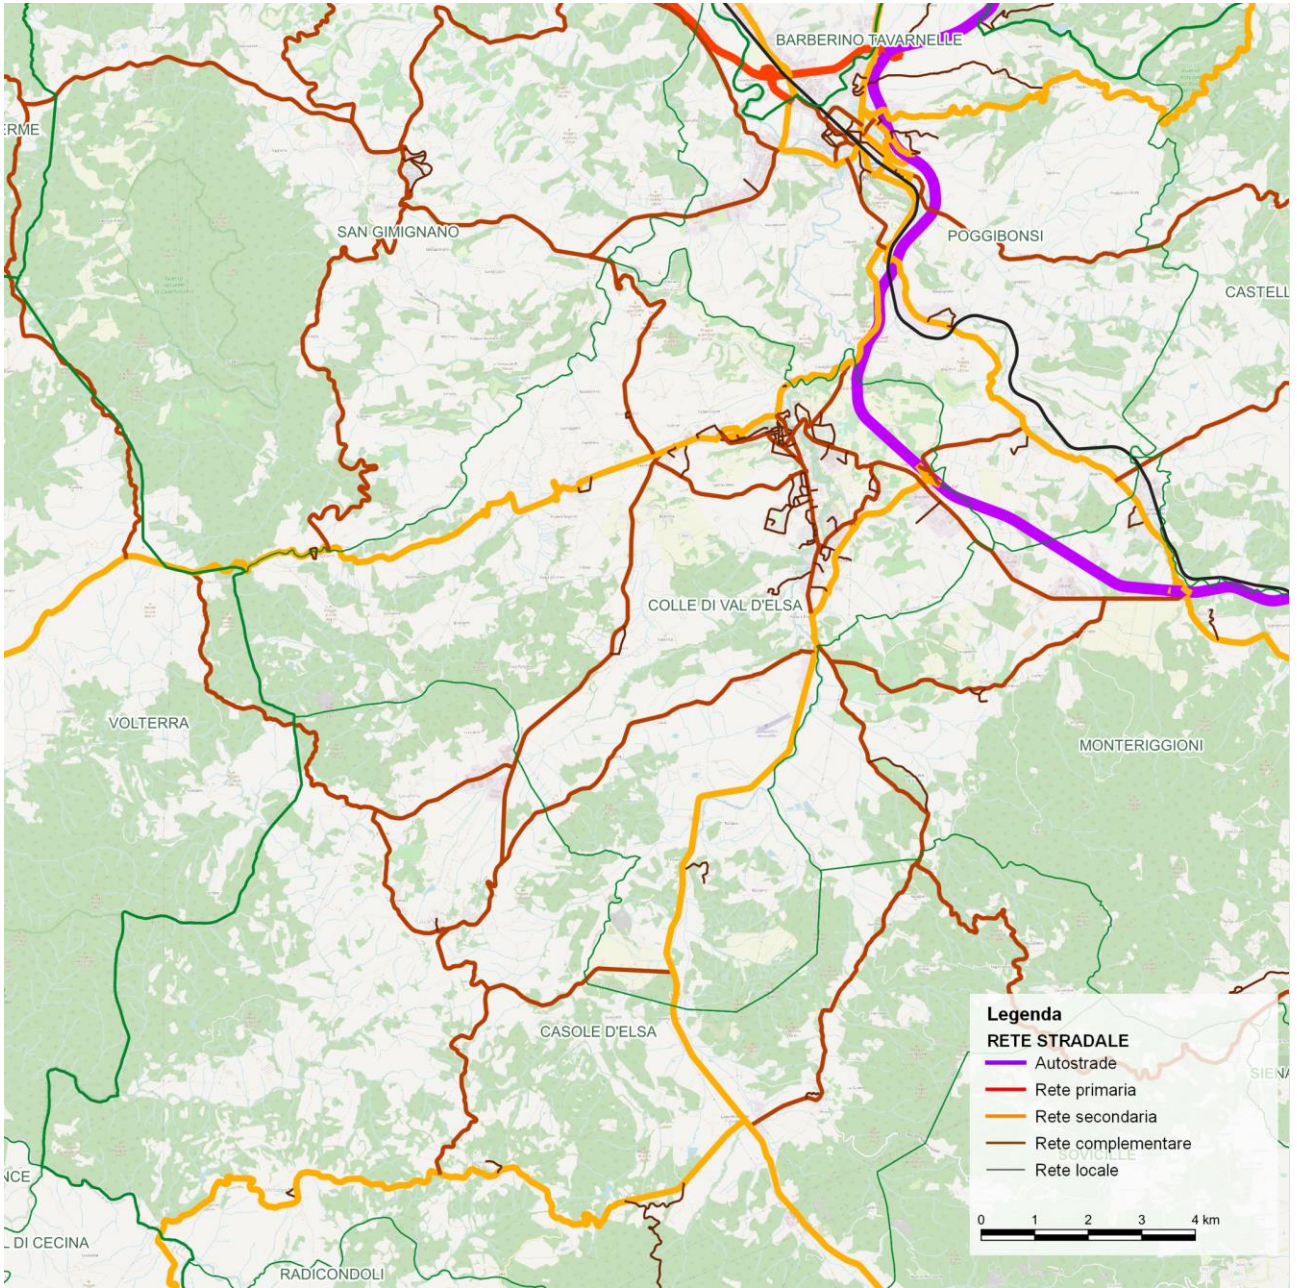 BARBERINO TAVARNELLE
ERME
SAN GIMIGNANO
POGGIBONSI
CASTELL
COLLE DI VAL D'ELSA
VOLTERRA
MONTERIGGIONI
CASOLE D'ELSA
Legenda
RETE STRADALE
Autostrade
SIENA
Rete primaria
Rete secondaria
Rete complementare
SOVICILLE
Rete locale
NCE
0 1 2 3 4 km
L DI CECINA
RADICONDOLI